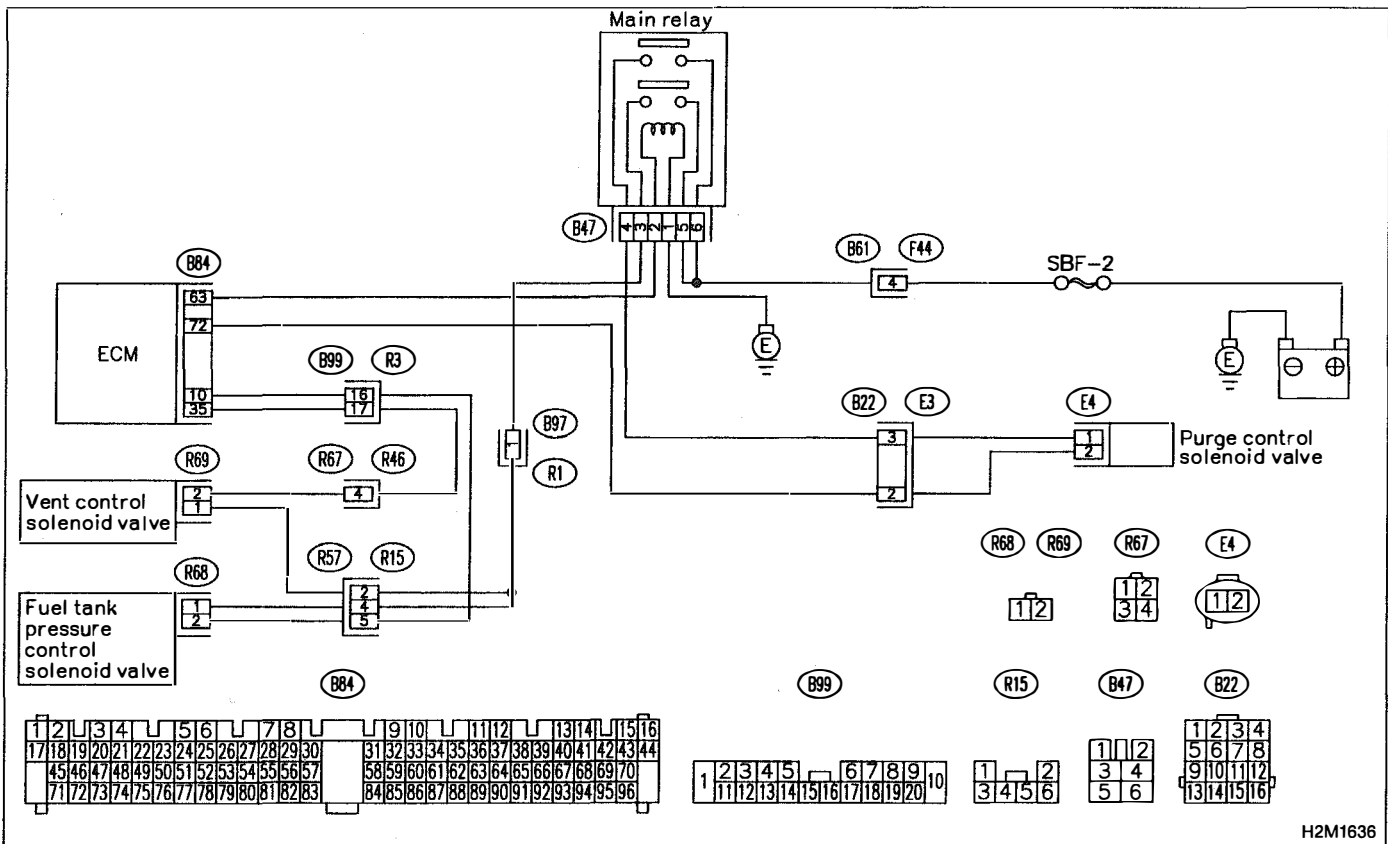 Main relay
B47
4 3 2 1 5 6
B84
ECM
63
72
10
35
B99 R3
16
17
B61 F44
4
SBF-2
E
E
⊖ ⊕
B22 E3
3
2
E4
1
2
Purge control
solenoid valve
B97
1
R1
R69
Vent control
solenoid valve
2
1
R67 R46
4
R68
Fuel tank
pressure
control
solenoid valve
1
2
R57 R15
2
4
5
R68 R69
1 2
R67
1 2
3 4
E4
1 2
B84
1 2 3 4 5 6 7 8 9 10 11 12 13 14 15 16
17 18 19 20 21 22 23 24 25 26 27 28 29 30 31 32 33 34 35 36 37 38 39 40 41 42 43 44
45 46 47 48 49 50 51 52 53 54 55 56 57 58 59 60 61 62 63 64 65 66 67 68 69 70
71 72 73 74 75 76 77 78 79 80 81 82 83 84 85 86 87 88 89 90 91 92 93 94 95 96
B99
1 2 3 4 5 6 7 8 9 10
11 12 13 14 15 16 17 18 19 20
R15
1 2
3 4 5 6
B47
1 2
3 4
5 6
B22
1 2 3 4
5 6 7 8
9 10 11 12
13 14 15 16
H2M1636